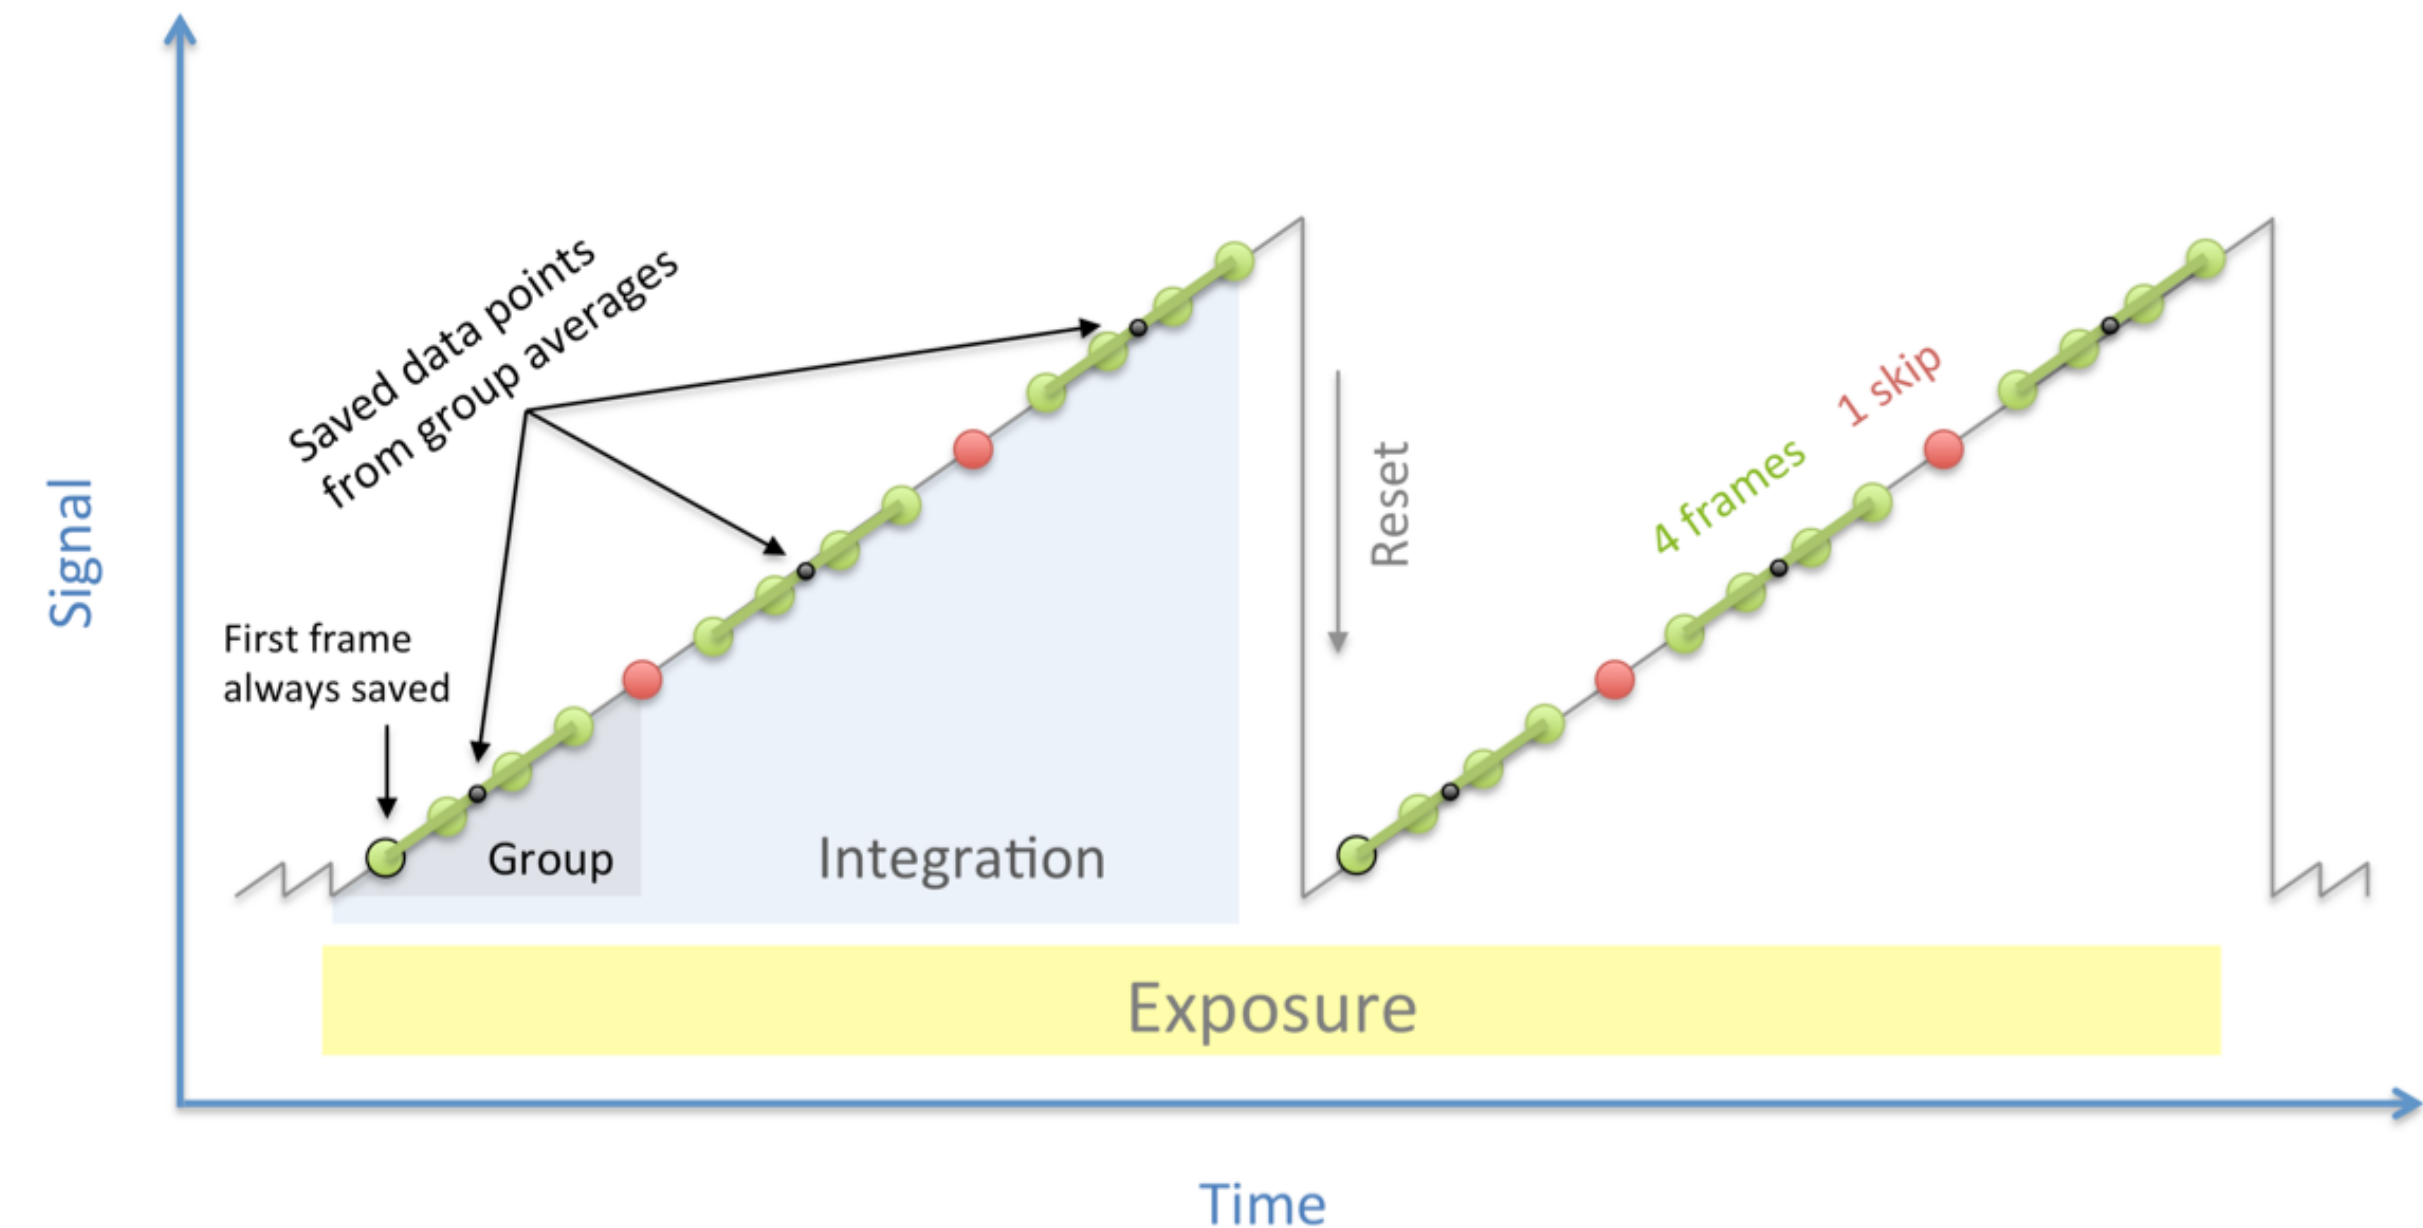 Saved data points
from group averages
1 skip
4 frames
Reset
Signal
First frame
always saved
Group
Integration
Exposure
Time